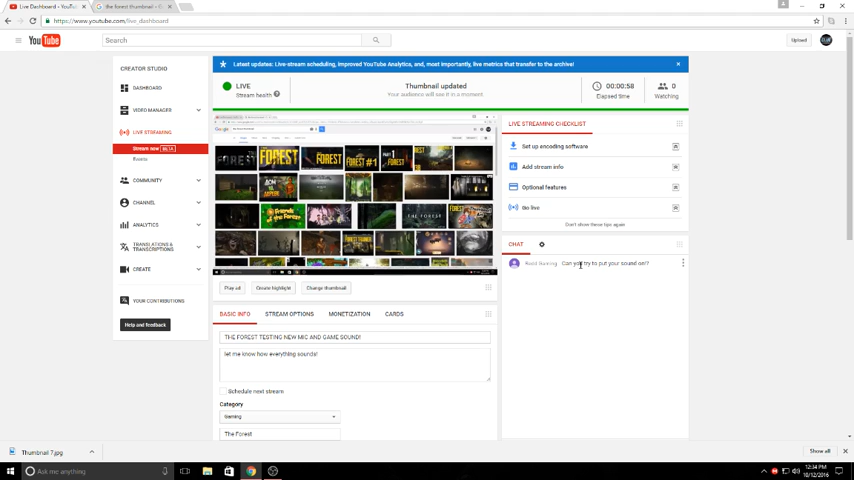 Live Dashboard - YouTube
the forest thumbnail
https://www.youtube.com/live_dashboard
YouTube
Search
Upload
CREATOR STUDIO
DASHBOARD
VIDEO MANAGER
LIVE STREAMING
Stream now BETA
Events
COMMUNITY
CHANNEL
ANALYTICS
TRANSLATIONS &
TRANSCRIPTIONS
CREATE
YOUR CONTRIBUTIONS
Help and feedback
Latest updates: Live-stream scheduling, improved YouTube Analytics, and, most importantly, live metrics that transfer to the archive!
LIVE
Stream health
Thumbnail updated
Your audience will see it in a moment.
00:00:58
Elapsed time
0
Watching
Play ad
Create highlight
Change thumbnail
BASIC INFO
STREAM OPTIONS
MONETIZATION
CARDS
THE FOREST TESTING NEW MIC AND GAME SOUND!
let me know how everything sounds!
Schedule next stream
Category
Gaming
The Forest
LIVE STREAMING CHECKLIST
Set up encoding software
Add stream info
Optional features
Go live
Don't show these tips again
CHAT
Can you try to put your sound on!?
Thumbnail 7.jpg
Show all
Ask me anything
12:34 PM
10/12/2016